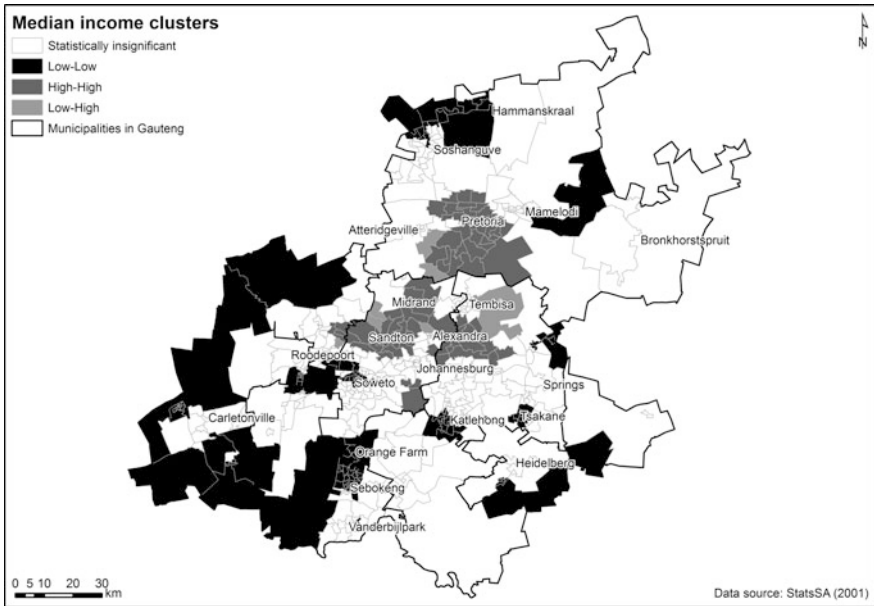 Median income clusters
Statistically insignificant
Low-Low
High-High
Low-High
Municipalities in Gauteng
N
Hammanskraal
Soshanguve
Mamelodi
Pretoria
Atteridgeville
Bronkhorstspruit
Midrand
Tembisa
Sandton
Alexandra
Roodepoort
Johannesburg
Soweto
Springs
Carletonville
Katlehong
Tsakane
Orange Farm
Heidelberg
Sebokeng
Vanderbijlpark
0 5 10 20 30
km
Data source: StatsSA (2001)